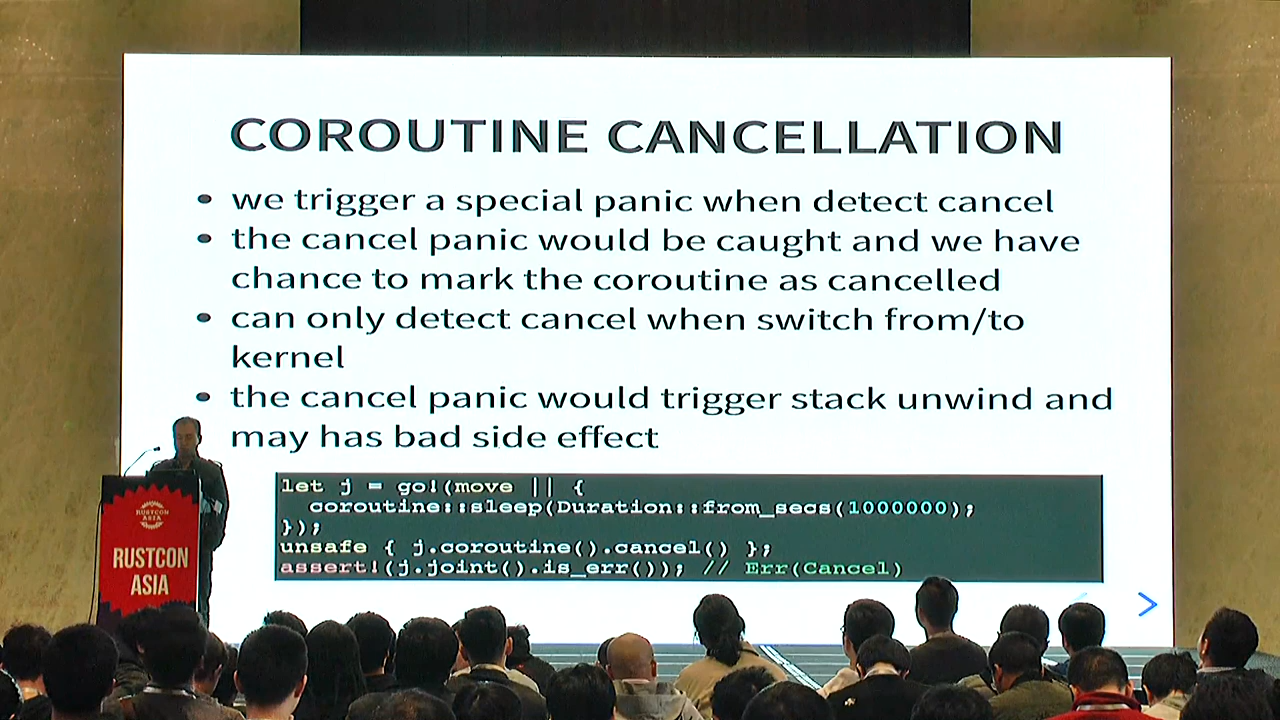 COROUTINE CANCELLATION
• we trigger a special panic when detect cancel
• the cancel panic would be caught and we have
chance to mark the coroutine as cancelled
• can only detect cancel when switch from/to
kernel
• the cancel panic would trigger stack unwind and
may has bad side effect
let j = go!(move || {
  coroutine::sleep(Duration::from_secs(1000000);
});
unsafe { j.coroutine().cancel() };
assert!(j.joint().is_err()); // Err(Cancel)
RUSTCON
ASIA
RUSTCON
ASIA